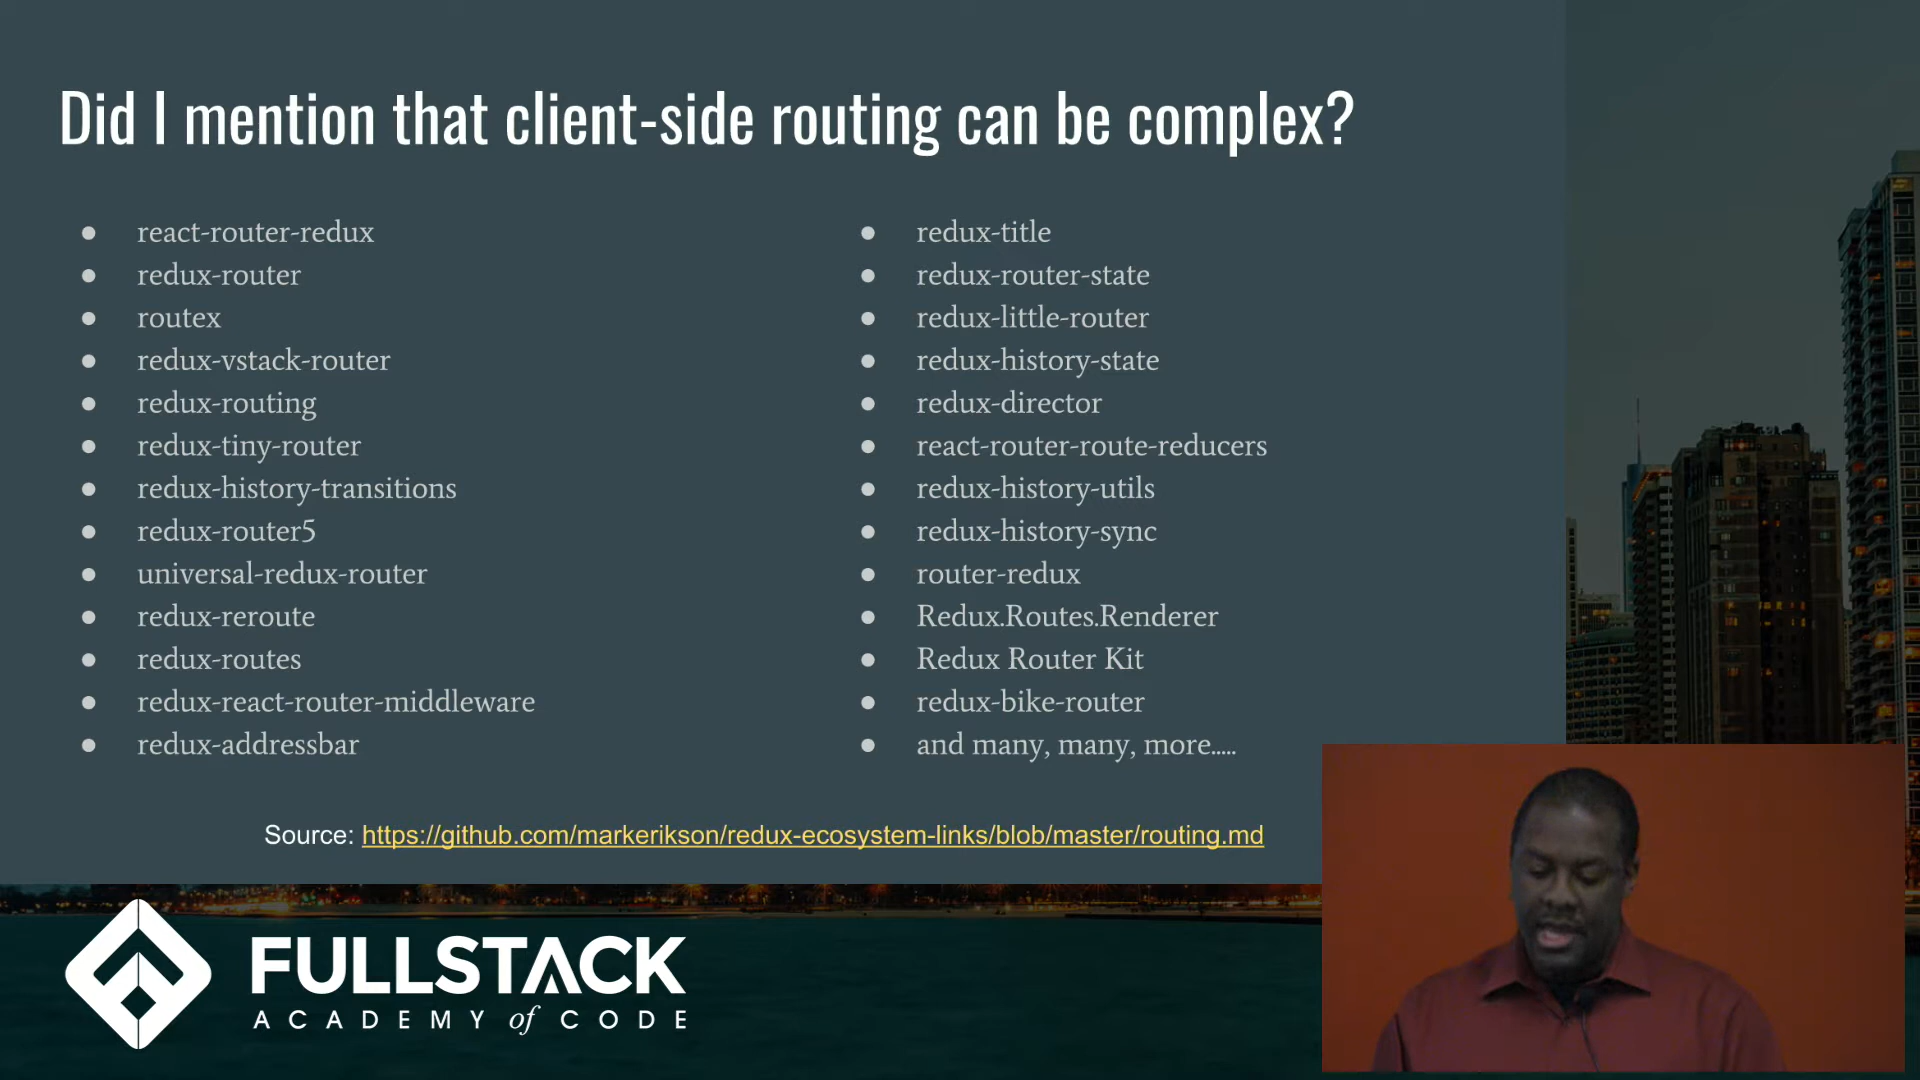 Did I mention that client-side routing can be complex?
react-router-redux
redux-router
routex
redux-vstack-router
redux-routing
redux-tiny-router
redux-history-transitions
redux-router5
universal-redux-router
redux-reroute
redux-routes
redux-react-router-middleware
redux-addressbar
redux-title
redux-router-state
redux-little-router
redux-history-state
redux-director
react-router-route-reducers
redux-history-utils
redux-history-sync
router-redux
Redux.Routes.Renderer
Redux Router Kit
redux-bike-router
and many, many, more.....
Source: https://github.com/markerikson/redux-ecosystem-links/blob/master/routing.md
FULLSTACK
ACADEMY of CODE